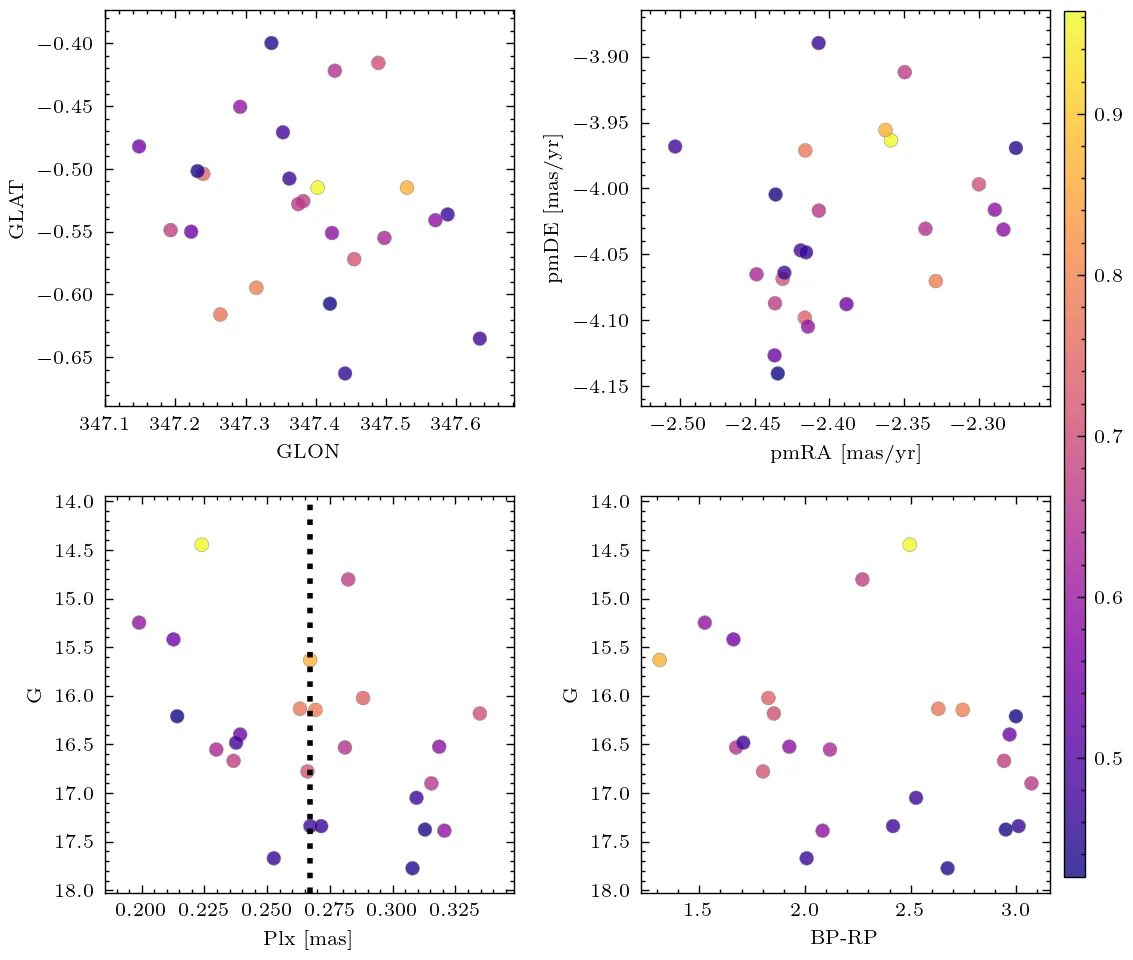 −0.40
−0.45
−0.50
−0.55
−0.60
−0.65
GLAT
347.1 347.2 347.3 347.4 347.5 347.6
GLON
−3.90
−3.95
−4.00
−4.05
−4.10
−4.15
pmDE [mas/yr]
−2.50 −2.45 −2.40 −2.35 −2.30
pmRA [mas/yr]
0.9
0.8
0.7
0.6
0.5
14.0
14.5
15.0
15.5
16.0
16.5
17.0
17.5
18.0
G
0.200 0.225 0.250 0.275 0.300 0.325
Plx [mas]
14.0
14.5
15.0
15.5
16.0
16.5
17.0
17.5
18.0
G
1.5 2.0 2.5 3.0
BP-RP